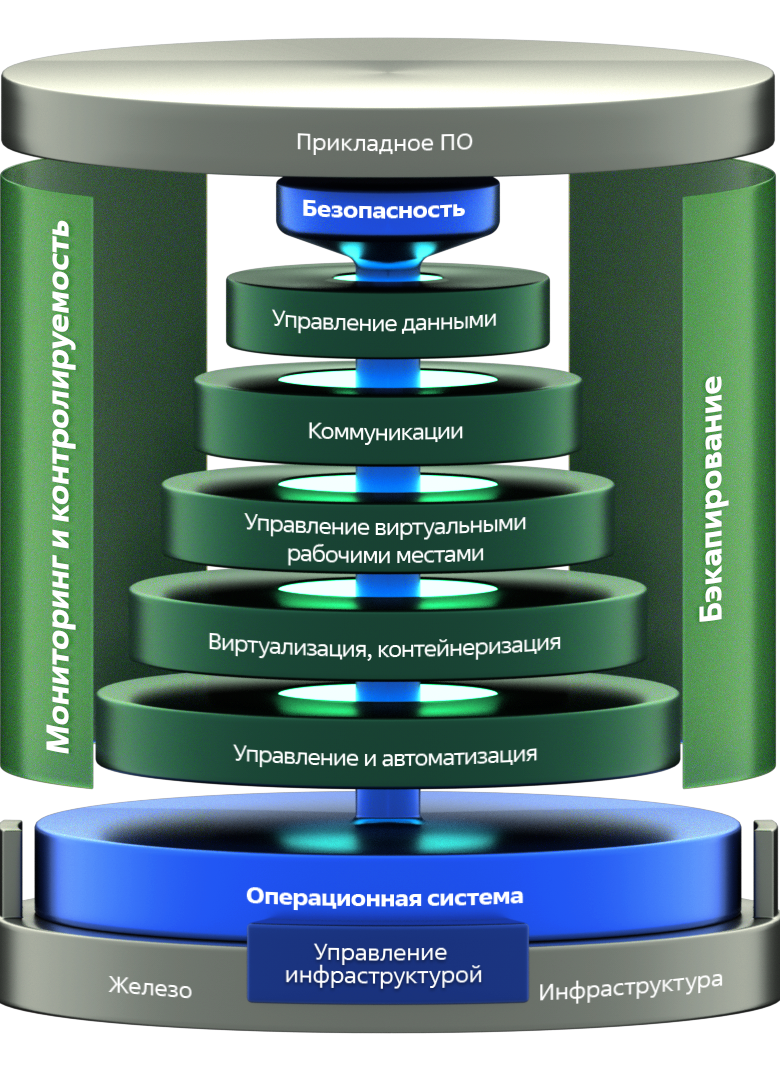 Прикладное ПО
Безопасность
Мониторинг и контролируемость
Управление данными
Коммуникации
Управление виртуальными
рабочими местами
Виртуализация, контейнеризация
Управление и автоматизация
Бэкапирование
Операционная система
Управление
инфраструктурой
Железо
Инфраструктура